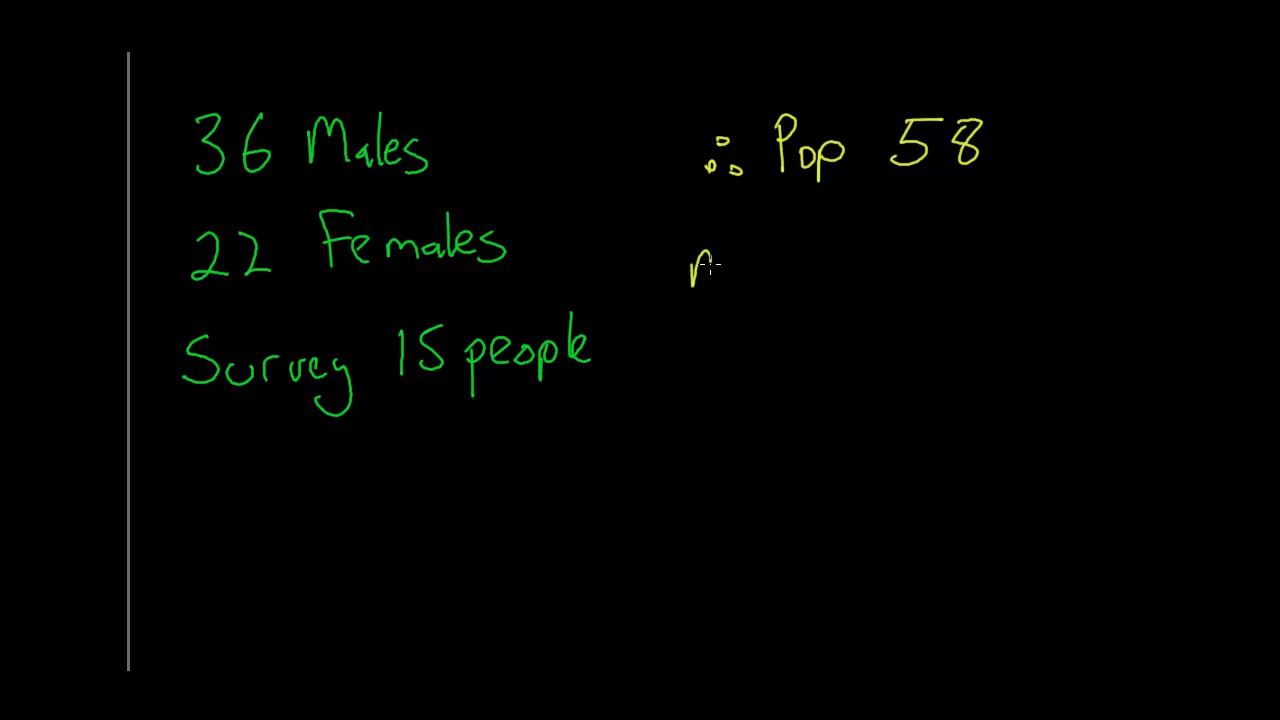 36 Males
22 Females
Survey 15 people
∴ Pop 58